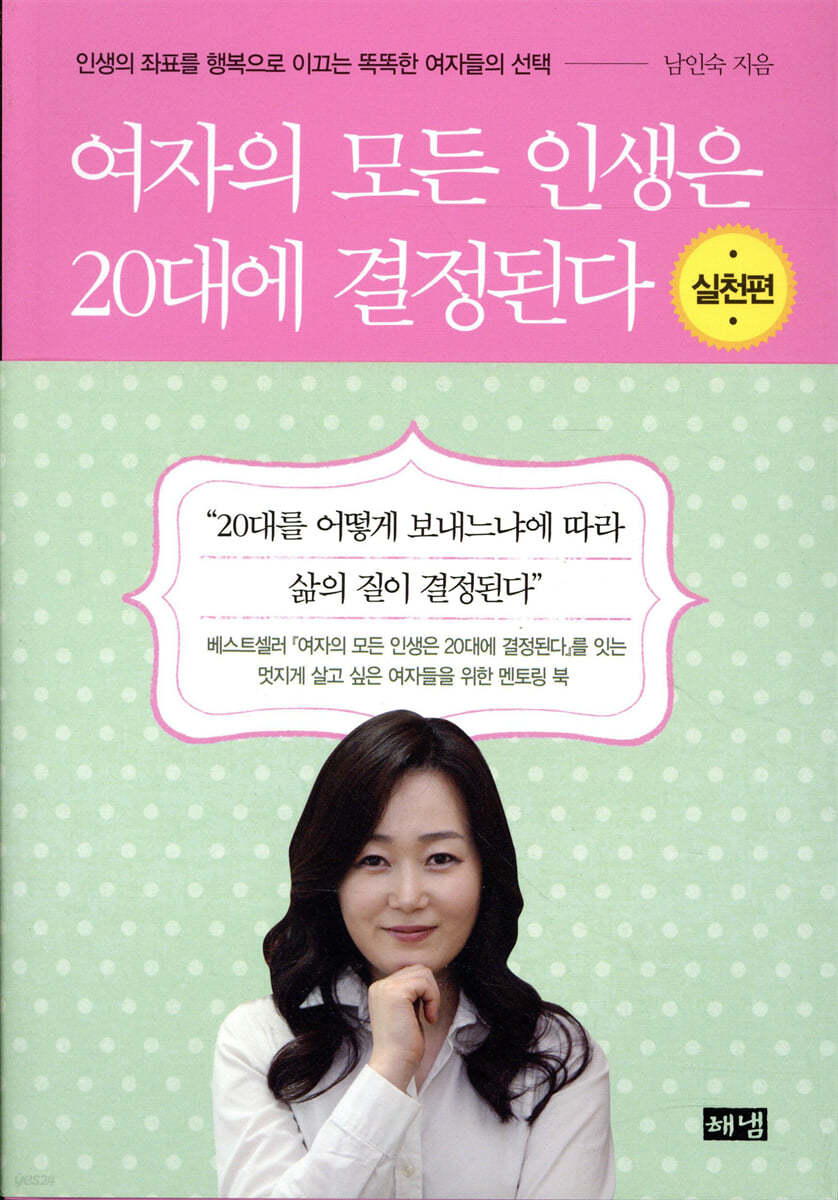 인생의 좌표를 행복으로 이끄는 똑똑한 여자들의 선택 남인숙 지음
여자의 모든 인생은
20대에 결정된다
실천편
“20대를 어떻게 보내느냐에 따라
삶의 질이 결정된다”
베스트셀러 『여자의 모든 인생은 20대에 결정된다』를 잇는
멋지게 살고 싶은 여자들을 위한 멘토링 북
해냄
yes24